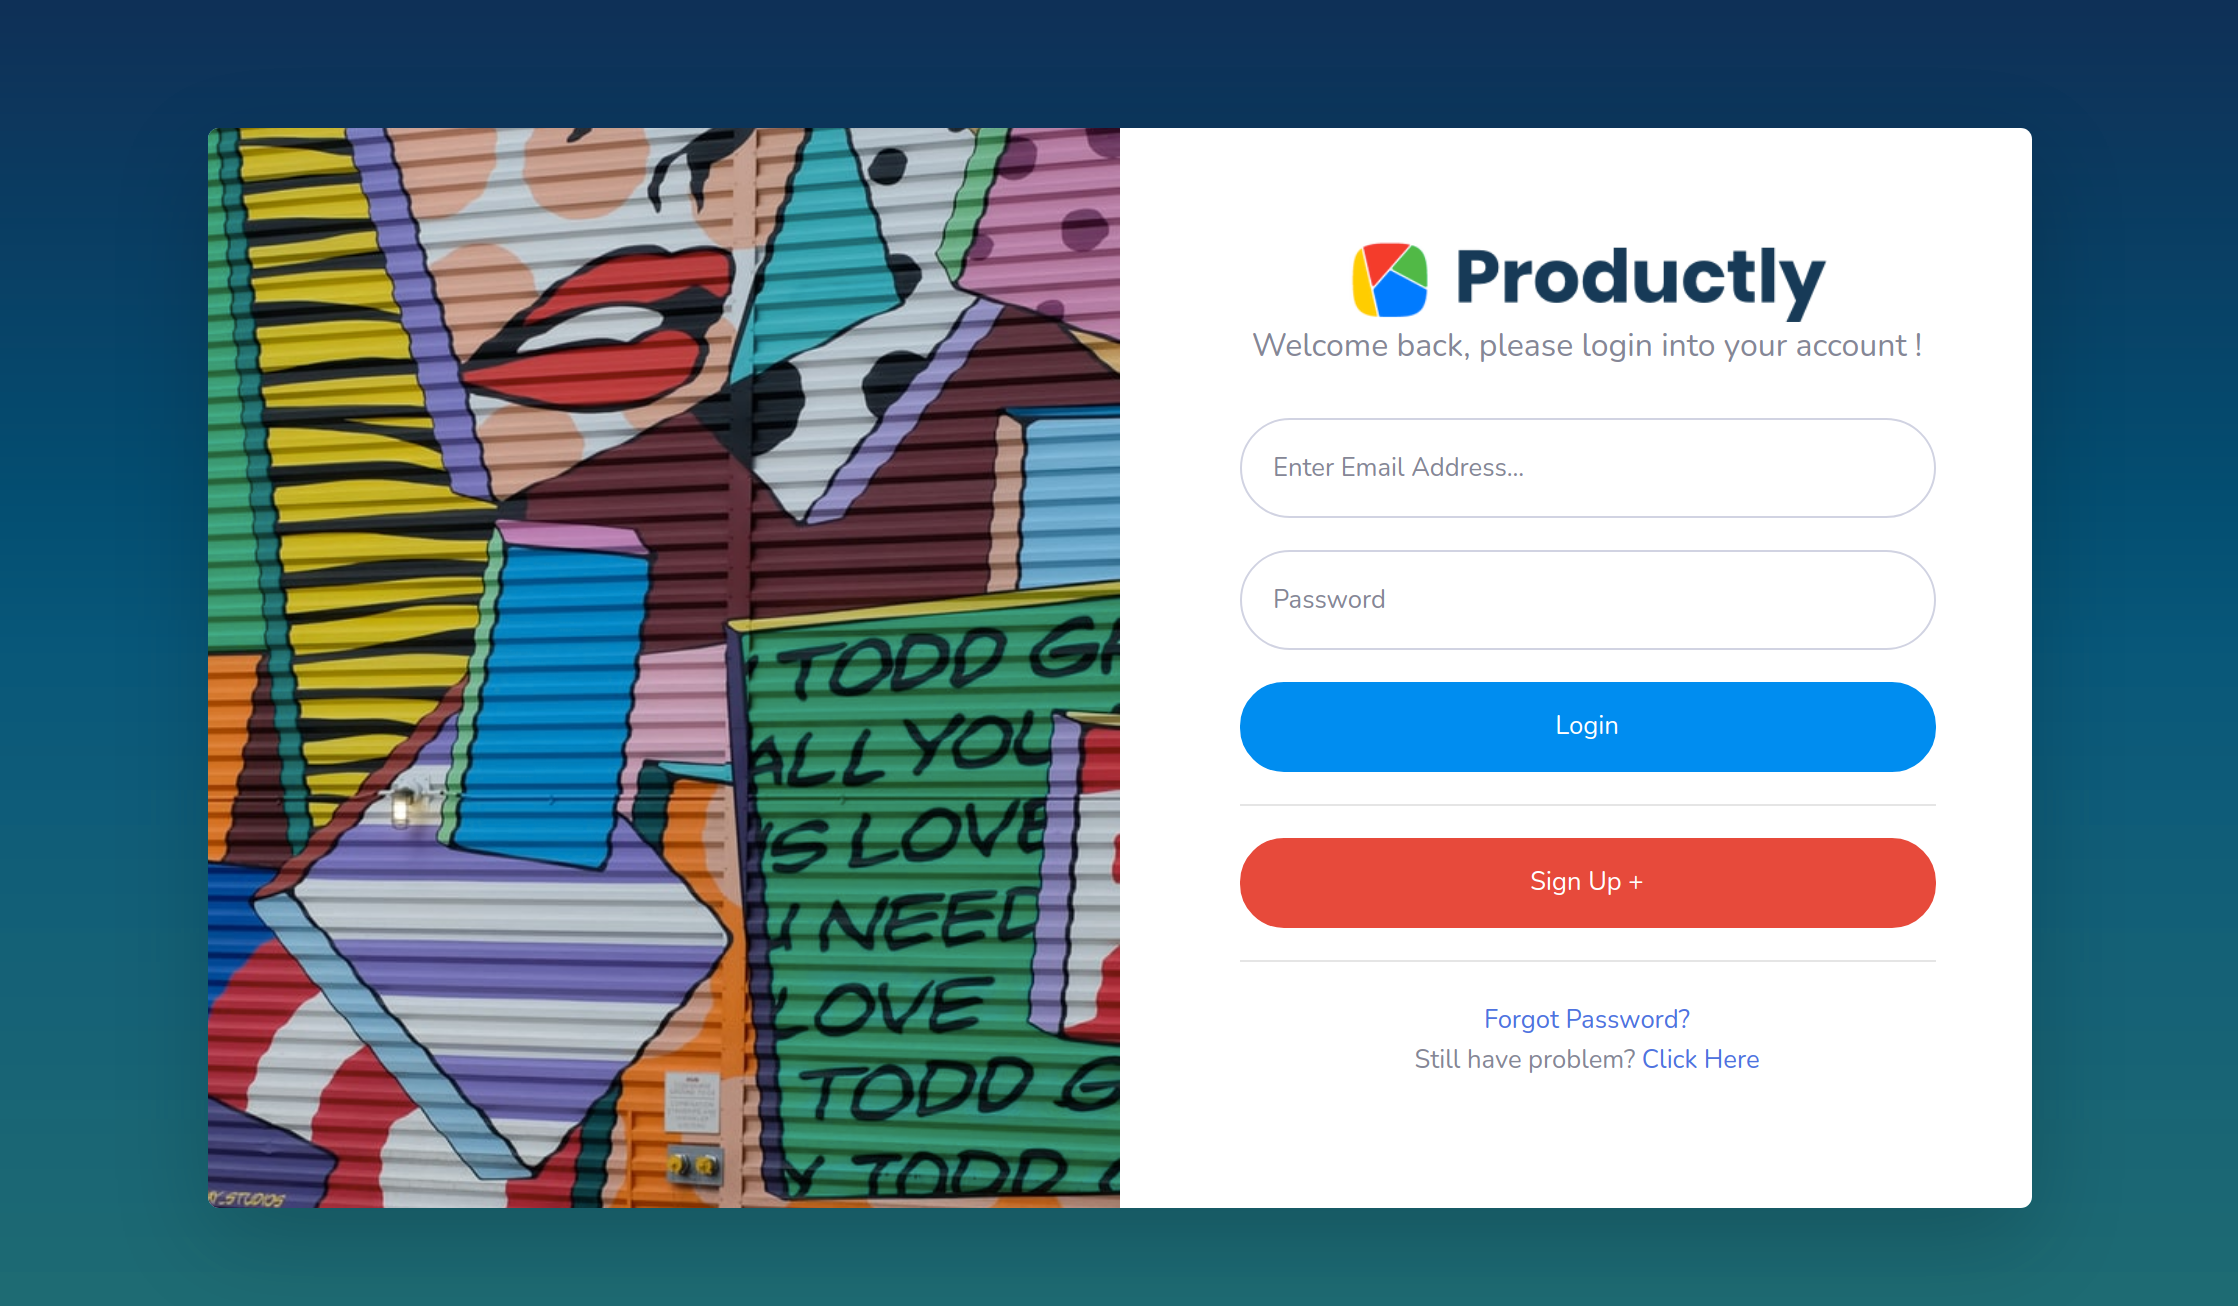 Productly
Welcome back, please login into your account !
Enter Email Address...
Password
Login
Sign Up +
Forgot Password?
Still have problem? Click Here
TODD
ALL YOU
IS LOVE
NEED
LOVE
TODD G
Y TODD
STUDIOS